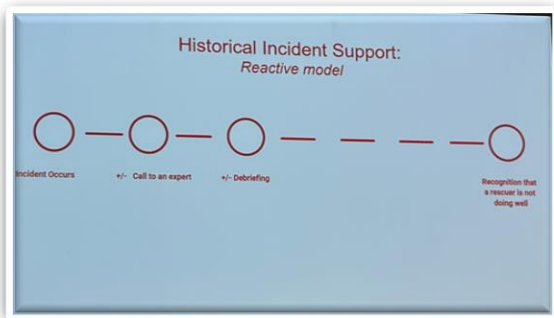 Historical Incident Support:
Reactive model
Incident Occurs
+/- Call to an expert
+/- Debriefing
Recognition that
a rescuer is not
doing well